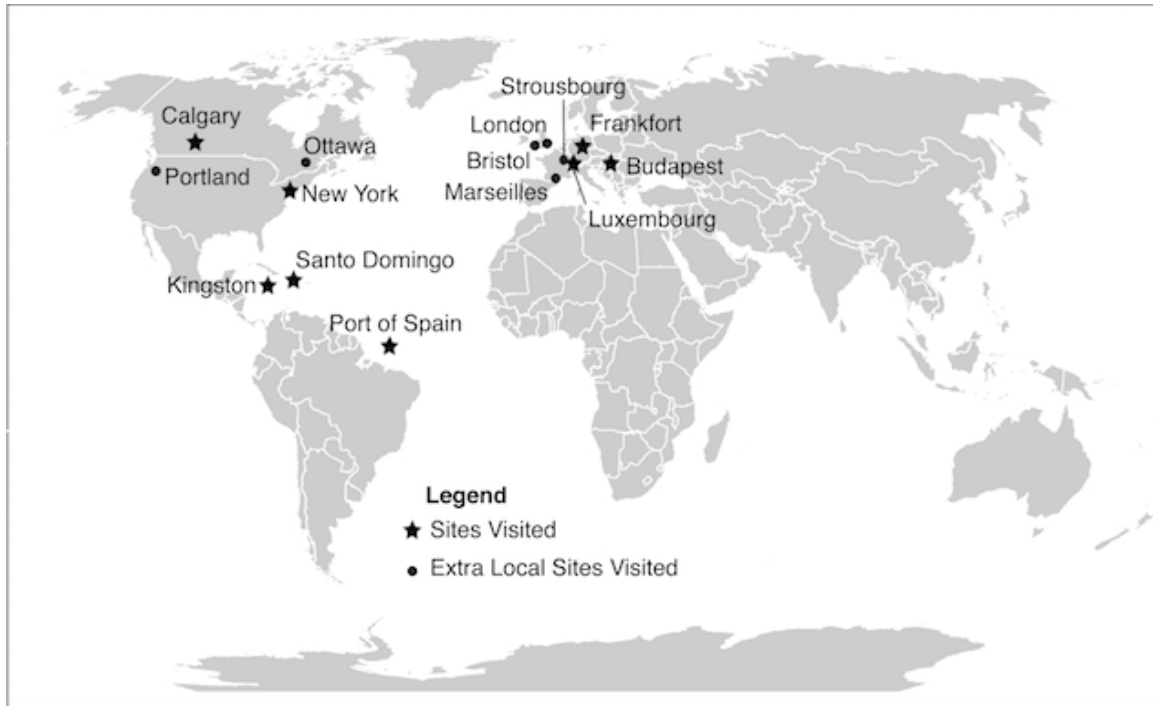 Strousbourg
Calgary
London
Frankfort
Ottawa
Bristol
Budapest
Portland
Marseilles
New York
Luxembourg
Santo Domingo
Kingston
Port of Spain
Legend
Sites Visited
Extra Local Sites Visited